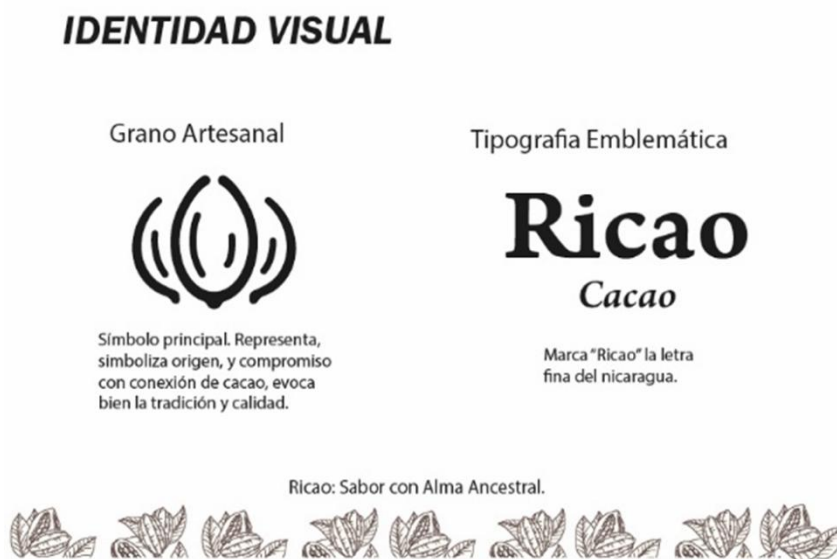 IDENTIDAD VISUAL
Grano Artesanal
Símbolo principal. Representa,
simboliza origen, y compromiso
con conexión de cacao, evoca
bien la tradición y calidad.
Tipografia Emblemática
Ricao
Cacao
Marca “Ricao” la letra
fina del nicaragua.
Ricao: Sabor con Alma Ancestral.